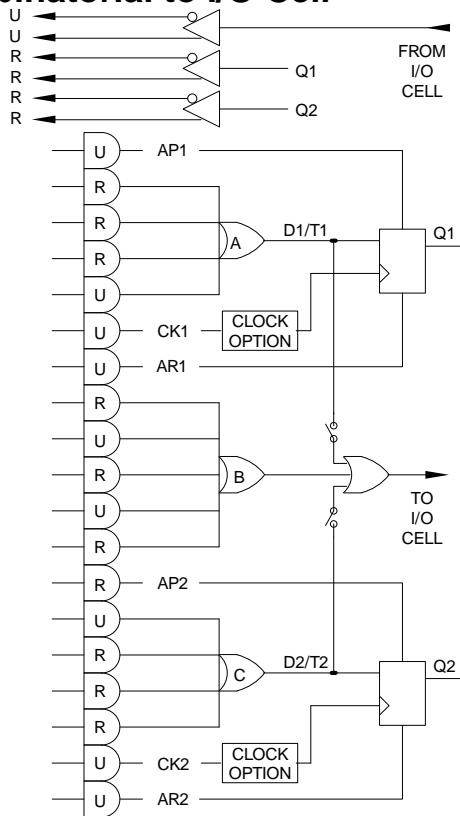 U
U
R
R Q1
R
R Q2
FROM
I/O
CELL
U AP1
R
R
R
A D1/T1 Q1
U
U CK1 CLOCK
OPTION
U AR1
R
U
R B
U
R
TO
I/O
CELL
R AP2
U
R
R C D2/T2 Q2
R
U CK2 CLOCK
OPTION
U AR2